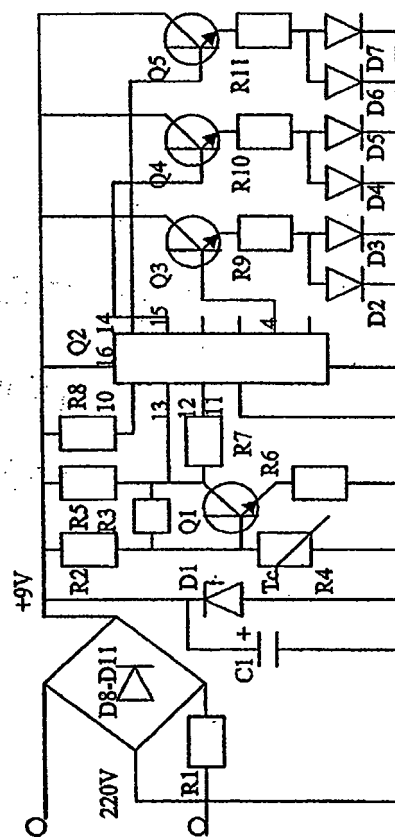 +9V
220V
D8-D11
R1
C1
+
D1
R2
R3
R5
R8
Tc
R4
Q1
R6
R7
10
13
12
11
Q2
16
14
15
4
Q3
Q4
Q5
R9
R10
R11
D2
D3
D4
D5
D6
D7